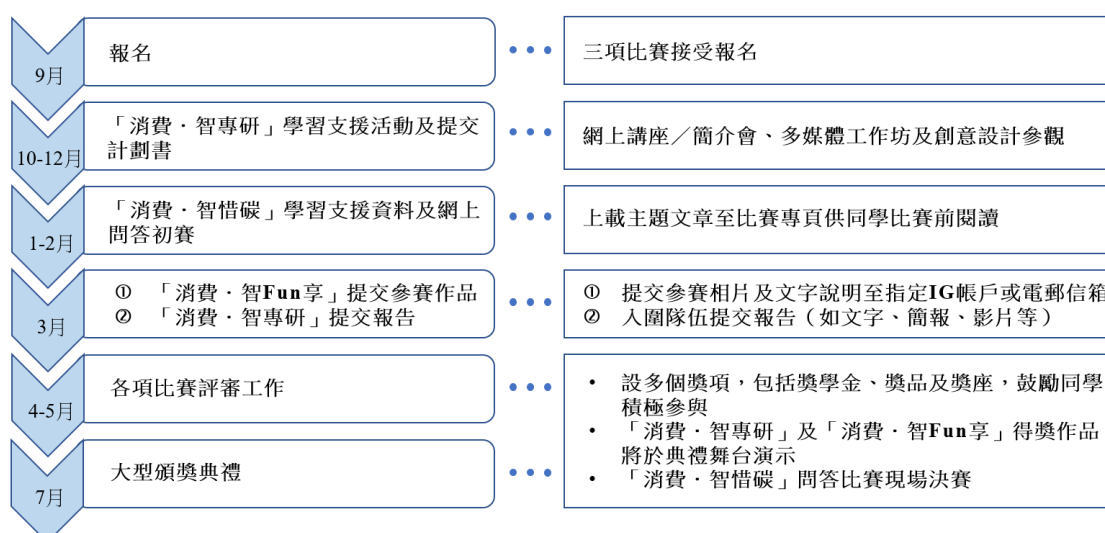 報名
三項比賽接受報名
9月
「消費．智專研」學習支援活動及提交
計劃書
網上講座／簡介會、多媒體工作坊及創意設計參觀
10-12月
「消費．智惜碳」學習支援資料及網上
問答初賽
上載主題文章至比賽專頁供同學比賽前閱讀
1-2月
① 「消費．智Fun享」提交參賽作品
② 「消費．智專研」提交報告
① 提交參賽相片及文字說明至指定IG帳戶或電郵信箱
② 入圍隊伍提交報告（如文字、簡報、影片等）
3月
各項比賽評審工作
4-5月
• 設多個獎項，包括獎學金、獎品及獎座，鼓勵同學
積極參與
• 「消費．智專研」及「消費．智Fun享」得獎作品
將於典禮舞台演示
• 「消費．智惜碳」問答比賽現場決賽
大型頒獎典禮
7月